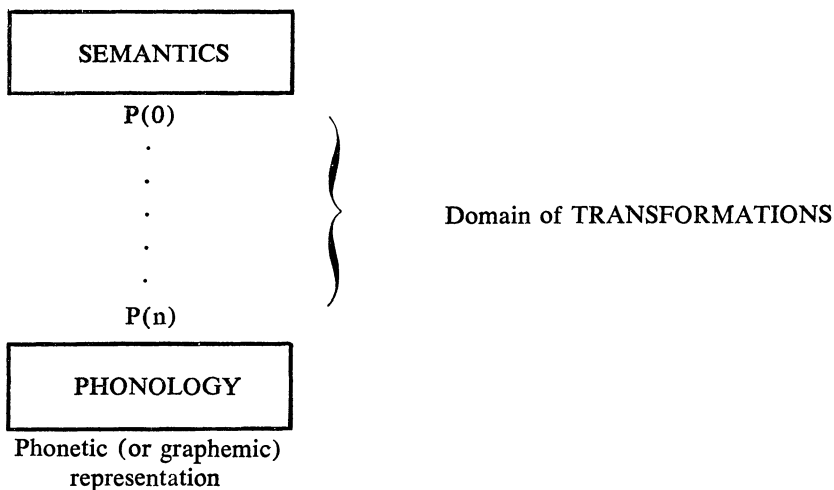 SEMANTICS
P(0)
.
.
.
.
.
Domain of TRANSFORMATIONS
P(n)
PHONOLOGY
Phonetic (or graphemic)
representation